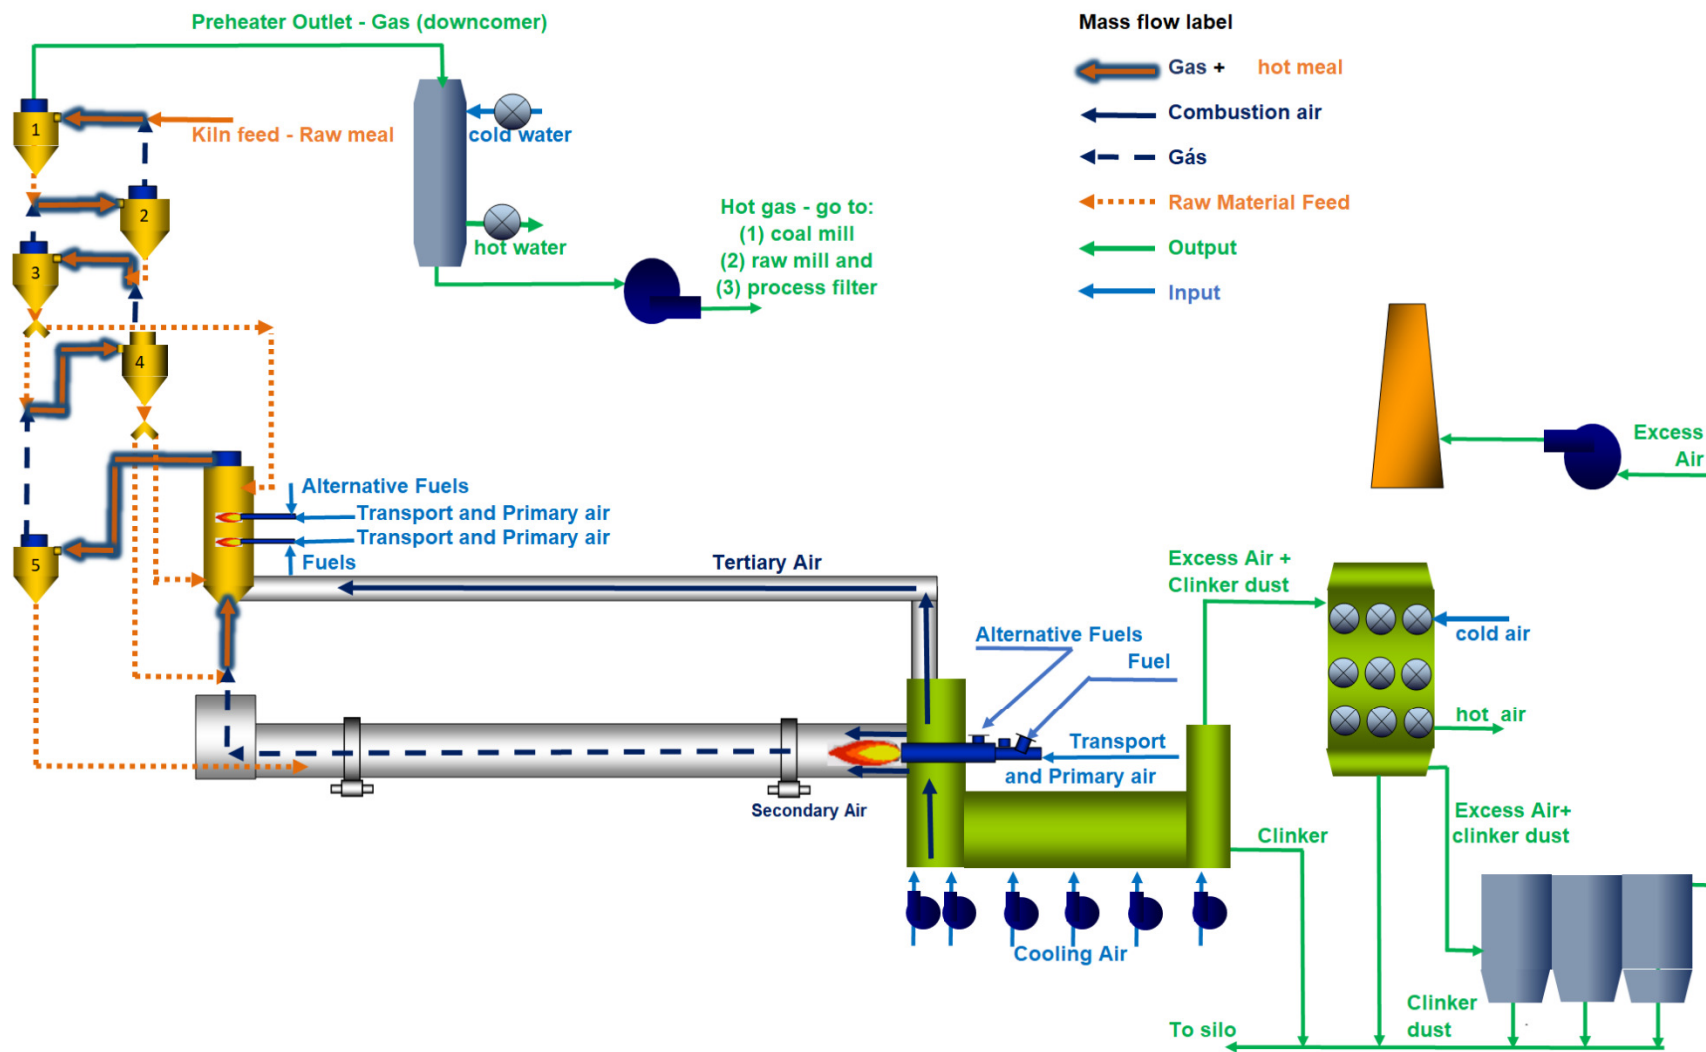 Preheater Outlet - Gas (downcomer)
Mass flow label
Gas + hot meal
Combustion air
Gás
Raw Material Feed
Output
Input
1
Kiln feed - Raw meal
cold water
2
hot water
3
Hot gas - go to:
(1) coal mill
(2) raw mill and
(3) process filter
4
Excess
Air
Alternative Fuels
Transport and Primary air
Transport and Primary air
Fuels
5
Tertiary Air
Excess Air +
Clinker dust
Alternative Fuels
Fuel
cold air
hot air
Transport
and Primary air
Secondary Air
Clinker
Excess Air+
clinker dust
Cooling Air
Clinker
dust
To silo